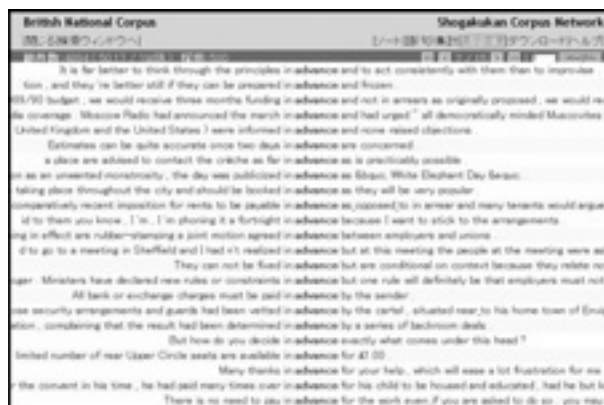 British National Corpus Shogakukan Corpus Network
It is far better to think through the principles in advance and to act consistently with them than to improvise
tion , and they're better still if they can be prepared in advance and frozen .
budget , we would receive three months funding in advance and not in arrears as originally proposed , we would re
coverage . Moscow Radio had announced the march in advance and had urged " all democratically minded Muscovites
United Kingdom and the United States ) were informed in advance and none raised objections .
Estimates can be quite accurate once two days in advance are concerned .
a place are advised to contact the crèche as far in advance as is practicably possible .
on as an unwanted monstrosity , the day was publicized in advance as &bquo; White Elephant Day &equo;
taking place throughout the city and should be booked in advance as they will be very popular .
comparatively recent imposition for rents to be payable in advance as_opposed_to in arrear and many tenants would argue
id to them you know , I'm , I'm phoning it a fortnight in advance because I want to stick to the arrangements .
ing in effect are rubber-stamping a joint motion agreed in advance between employers and unions .
d to go to a meeting in Sheffield and I had n't realized in advance but at this meeting the people at the meeting were as
They can not be fixed in advance but are conditional on context because they relate no
nger . Ministers have declared new rules or constraints in advance but one rule will definitely be that employers must not
All bank or exchange charges must be paid in advance by the sender .
ose security arrangements and guards had been vetted in advance by the cartel , situated near_to his home town of Envig
ation , complaining that the result had been determined in advance by a series of backroom deals .
But how do you decide in advance exactly what comes under this head ?
limited number of rear Upper Circle seats are available in advance for
Many thanks in advance for your help , which will ease a lot frustration for me
r the convent in his time , he had paid many times over in advance for his child to be housed and educated , had he but k
There is no need to pay in advance for the work even_if you are asked to do so . you may